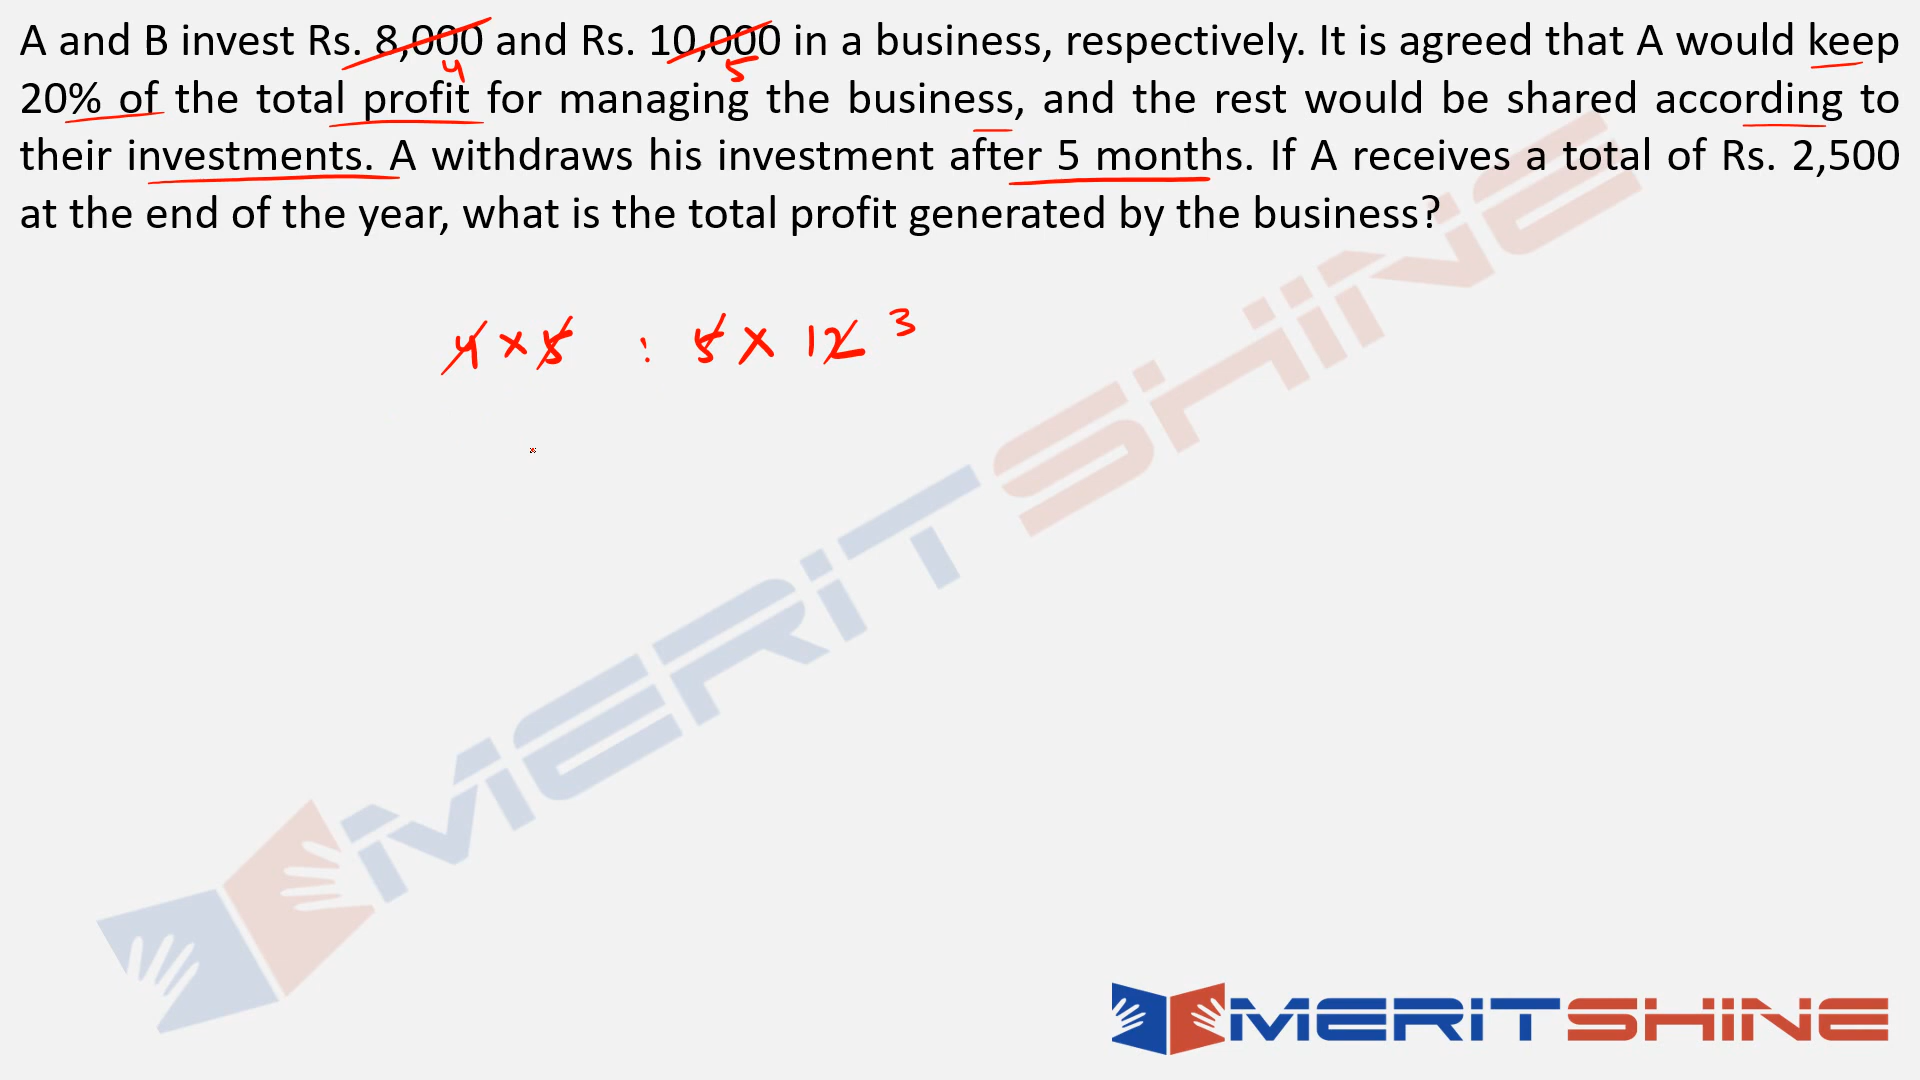 A and B invest Rs. 8,000 and Rs. 10,000 in a business, respectively. It is agreed that A would keep
4 5
20% of the total profit for managing the business, and the rest would be shared according to
their investments. A withdraws his investment after 5 months. If A receives a total of Rs. 2,500
at the end of the year, what is the total profit generated by the business?
4 × 5 : 5 × 12 3
MERITSHINE
MERITSHINE